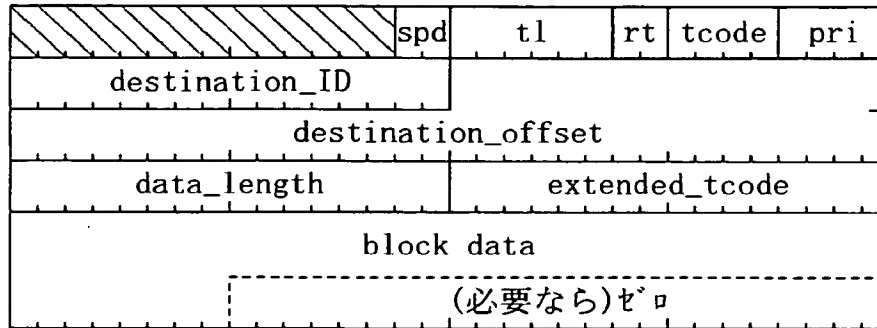 spd tl rt tcode pri
destination_ID
destination_offset
data_length extended_tcode
block data
(必要なら)ｾﾞﾛ